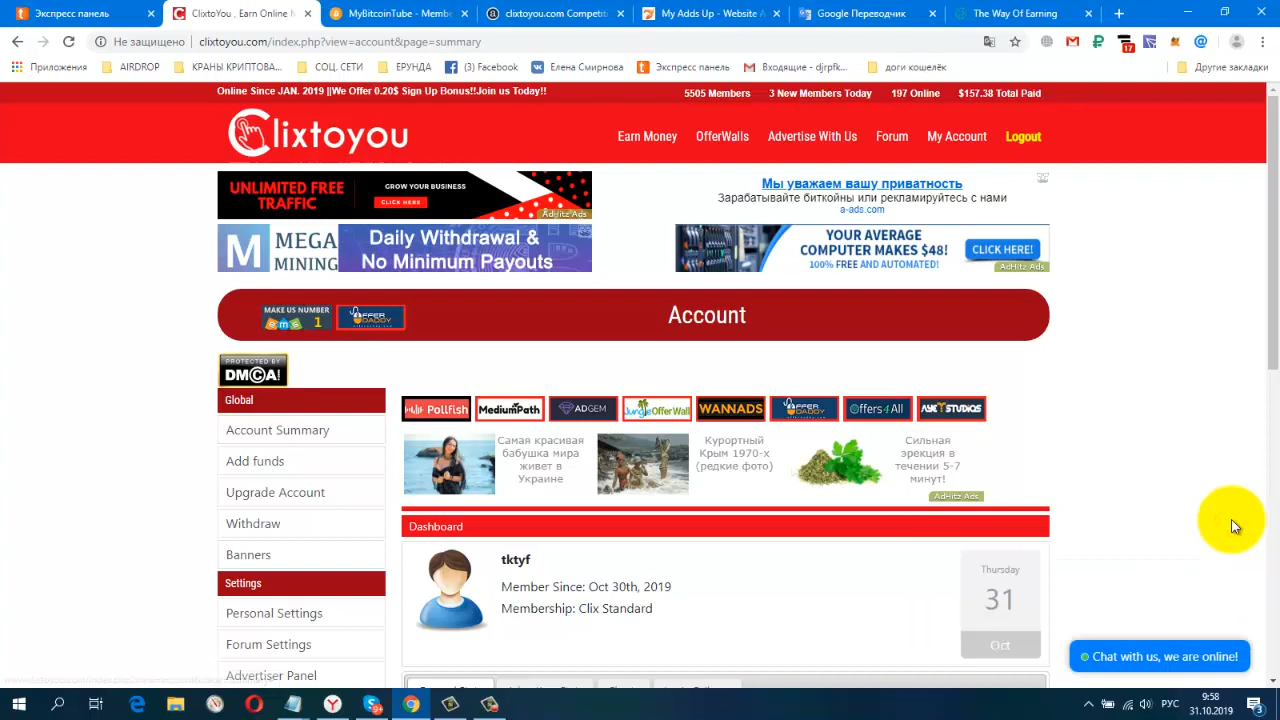 Экспресс панель
Clixtoyou, Earn Online
MyBitcoinTube - Membe
clixtoyou.com Competit
My Adds Up - Website A
Google Переводчик
The Way Of Earning
Не защищено
clixtoyou.com/index.php?view=account&page=summary
17
Приложения
AIRDROP
КРАНЫ КРИПТОВА...
СОЦ. СЕТИ
ЕРУНДА
(3) Facebook
Елена Смирнова
Экспресс панель
Входящие - djrpfk...
доги кошелёк
Другие закладки
Online Since JAN. 2019 ||We Offer 0.20$ Sign Up Bonus!!Join us Today!!
5505 Members
3 New Members Today
197 Online
$157.38 Total Paid
Clixtoyou
Earn Money
OfferWalls
Advertise With Us
Forum
My Account
Logout
UNLIMITED FREE
TRAFFIC
GROW YOUR BUSINESS
CLICK HERE
AdHitz Ads
Мы уважаем вашу приватность
Зарабатывайте биткойны или рекламируйтесь с нами
a-ads.com
M MEGA
MINING
Daily Withdrawal &
No Minimum Payouts
YOUR AVERAGE
COMPUTER MAKES $48!
100% FREE AND AUTOMATED!
CLICK HERE!
AdHitz Ads
MAKE US NUMBER
ems 1
OFFER
DADDY
Account
PROTECTED BY
DMCA!
Global
Account Summary
Add funds
Upgrade Account
Withdraw
Banners
Settings
Personal Settings
Forum Settings
Advertiser Panel
Pollfish
MediumPath
ADGEM
JungleOfferWall
WANNADS
OFFER
DADDY
Offers4All
AYE T STUDIOS
Самая красивая
бабушка мира
живет в
Украине
Курортный
Крым 1970-х
(редкие фото)
Сильная
эрекция в
течении 5-7
минут!
AdHitz Ads
Dashboard
tktyf
Member Since: Oct 30th, 2019
Membership: Clix Standard
Thursday
31
Oct
Chat with us, we are online!
РУС
9:58
31.10.2019